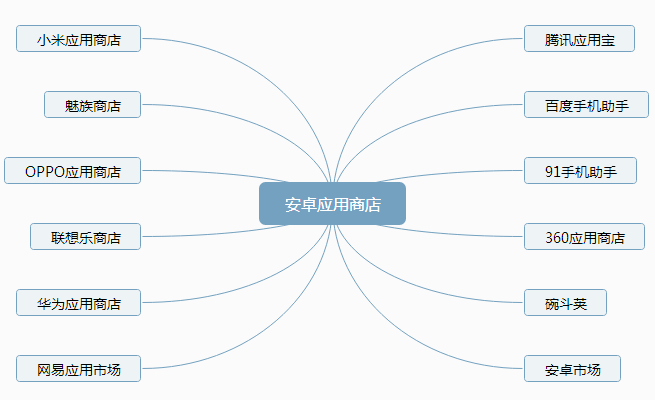 小米应用商店
魅族商店
OPPO应用商店
联想乐商店
华为应用商店
网易应用市场
安卓应用商店
腾讯应用宝
百度手机助手
91手机助手
360应用商店
碗斗荚
安卓市场